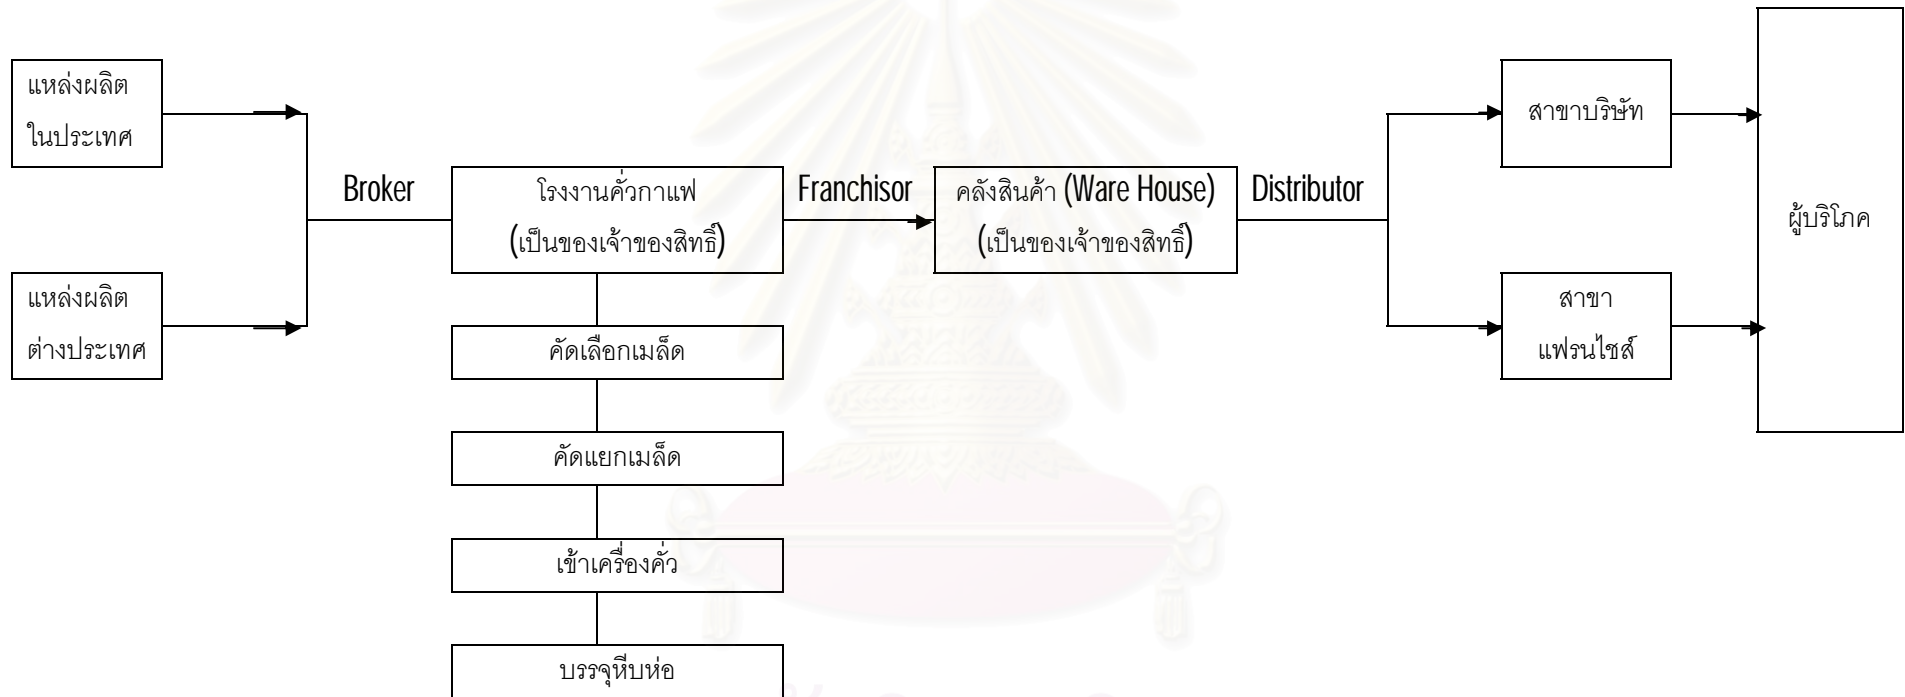 แหล่งผลิต
ในประเทศ
แหล่งผลิต
ต่างประเทศ
Broker
โรงงานคั่วกาแฟ
(เป็นของเจ้าของสิทธิ์)
คัดเลือกเมล็ด
คัดแยกเมล็ด
เข้าเครื่องคั่ว
บรรจุหีบห่อ
Franchisor
คลังสินค้า (Ware House)
(เป็นของเจ้าของสิทธิ์)
Distributor
สาขาบริษัท
สาขา
แฟรนไชส์
ผู้บริโภค